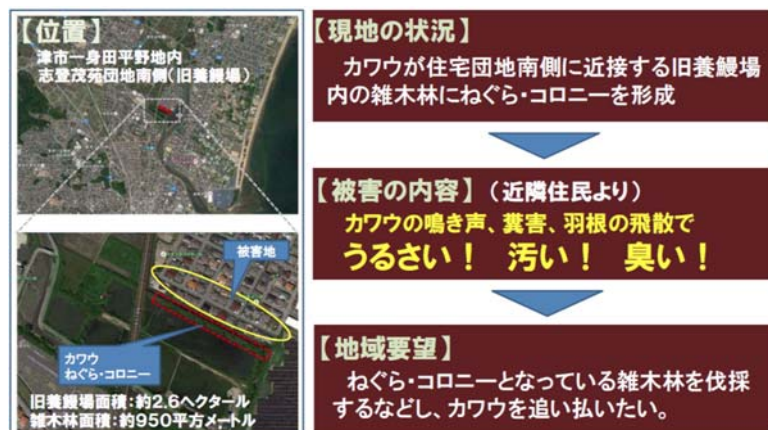 【位置】
津市一身田平野地内
志登茂苑団地南側(旧養鰻場)
被害地
カワウ
ねぐら・コロニー
旧養鰻場面積:約2.6ヘクタール
雑木林面積:約950平方メートル
【現地の状況】
カワウが住宅団地南側に近接する旧養鰻場
内の雑木林にねぐら・コロニーを形成
【被害の内容】(近隣住民より)
カワウの鳴き声、糞害、羽根の飛散で
うるさい! 汚い! 臭い!
【地域要望】
ねぐら・コロニーとなっている雑木林を伐採
するなどし、カワウを追い払いたい。